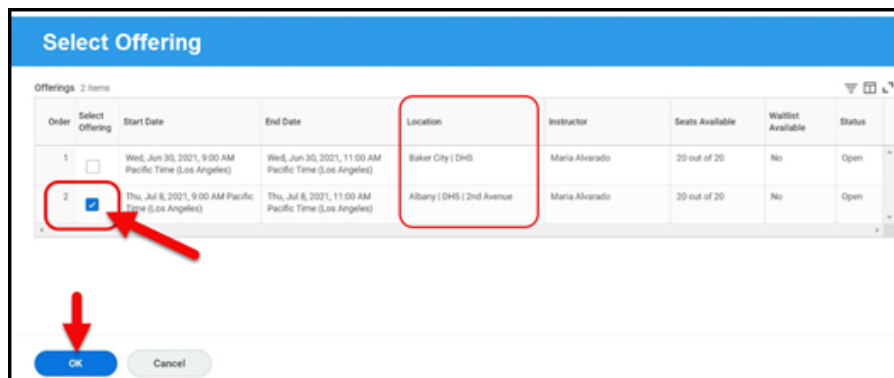 Select Offering
Offerings 2 items
Order Select Offering Start Date End Date Location Instructor Seats Available Waitlist Available Status
1 Wed, Jun 30, 2021, 9:00 AM Pacific Time (Los Angeles) Wed, Jun 30, 2021, 11:00 AM Pacific Time (Los Angeles) Baker City | DHS Maria Alvarado 20 out of 20 No Open
2 Thu, Jul 8, 2021, 9:00 AM Pacific Time (Los Angeles) Thu, Jul 8, 2021, 11:00 AM Pacific Time (Los Angeles) Albany | DHS | 2nd Avenue Maria Alvarado 20 out of 20 No Open
OK Cancel